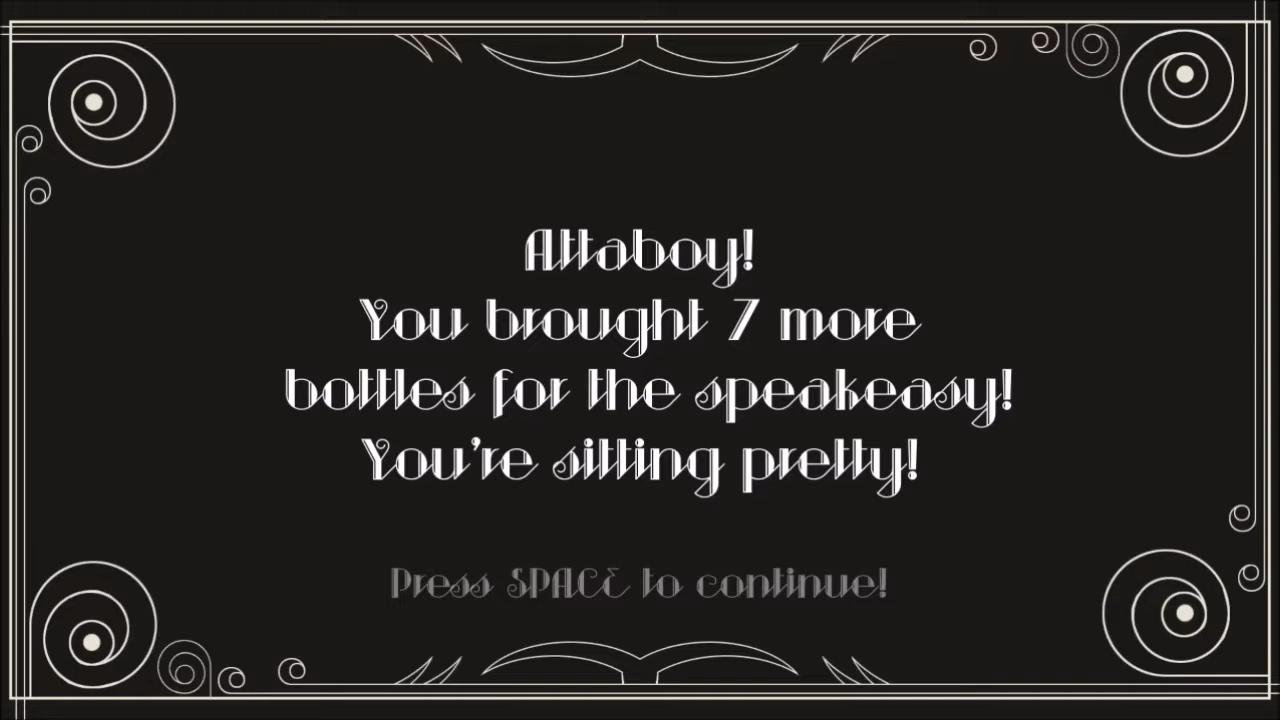 Attaboy!
You brought 7 more
bottles for the speakeasy!
You're sitting pretty!
Press SPACE to continue!